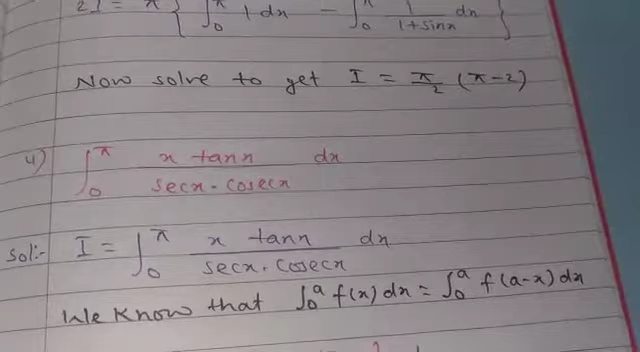 2I = π { ∫₀^π 1 dx − ∫₀^π 1/(1+sinx) dx }
Now solve to get I = π/2 (π-2)
4) ∫₀^π (x tanx)/(secx·cosecx) dx
Sol:- I = ∫₀^π (x tanx)/(secx.cosecx) dx
We Know that ∫₀^a f(x) dx = ∫₀^a f(a-x) dx